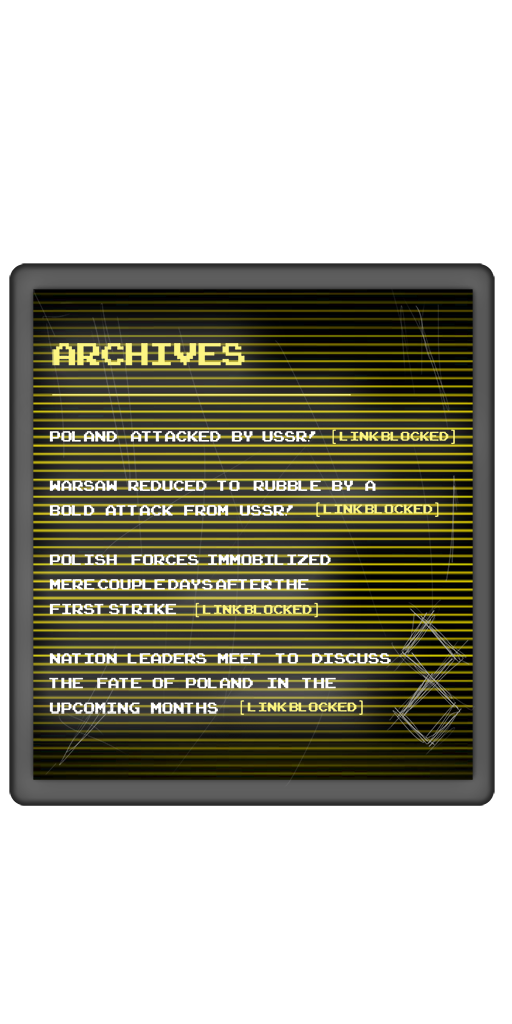 ARCHIVES
POLAND ATTACKED BY USSR! [LINK BLOCKED]
WARSAW REDUCED TO RUBBLE BY A
BOLD ATTACK FROM USSR! [LINK BLOCKED]
POLISH FORCES IMMOBILIZED
MERE COUPLE DAYS AFTER THE
FIRST STRIKE [LINK BLOCKED]
NATION LEADERS MEET TO DISCUSS
THE FATE OF POLAND IN THE
UPCOMING MONTHS [LINK BLOCKED]